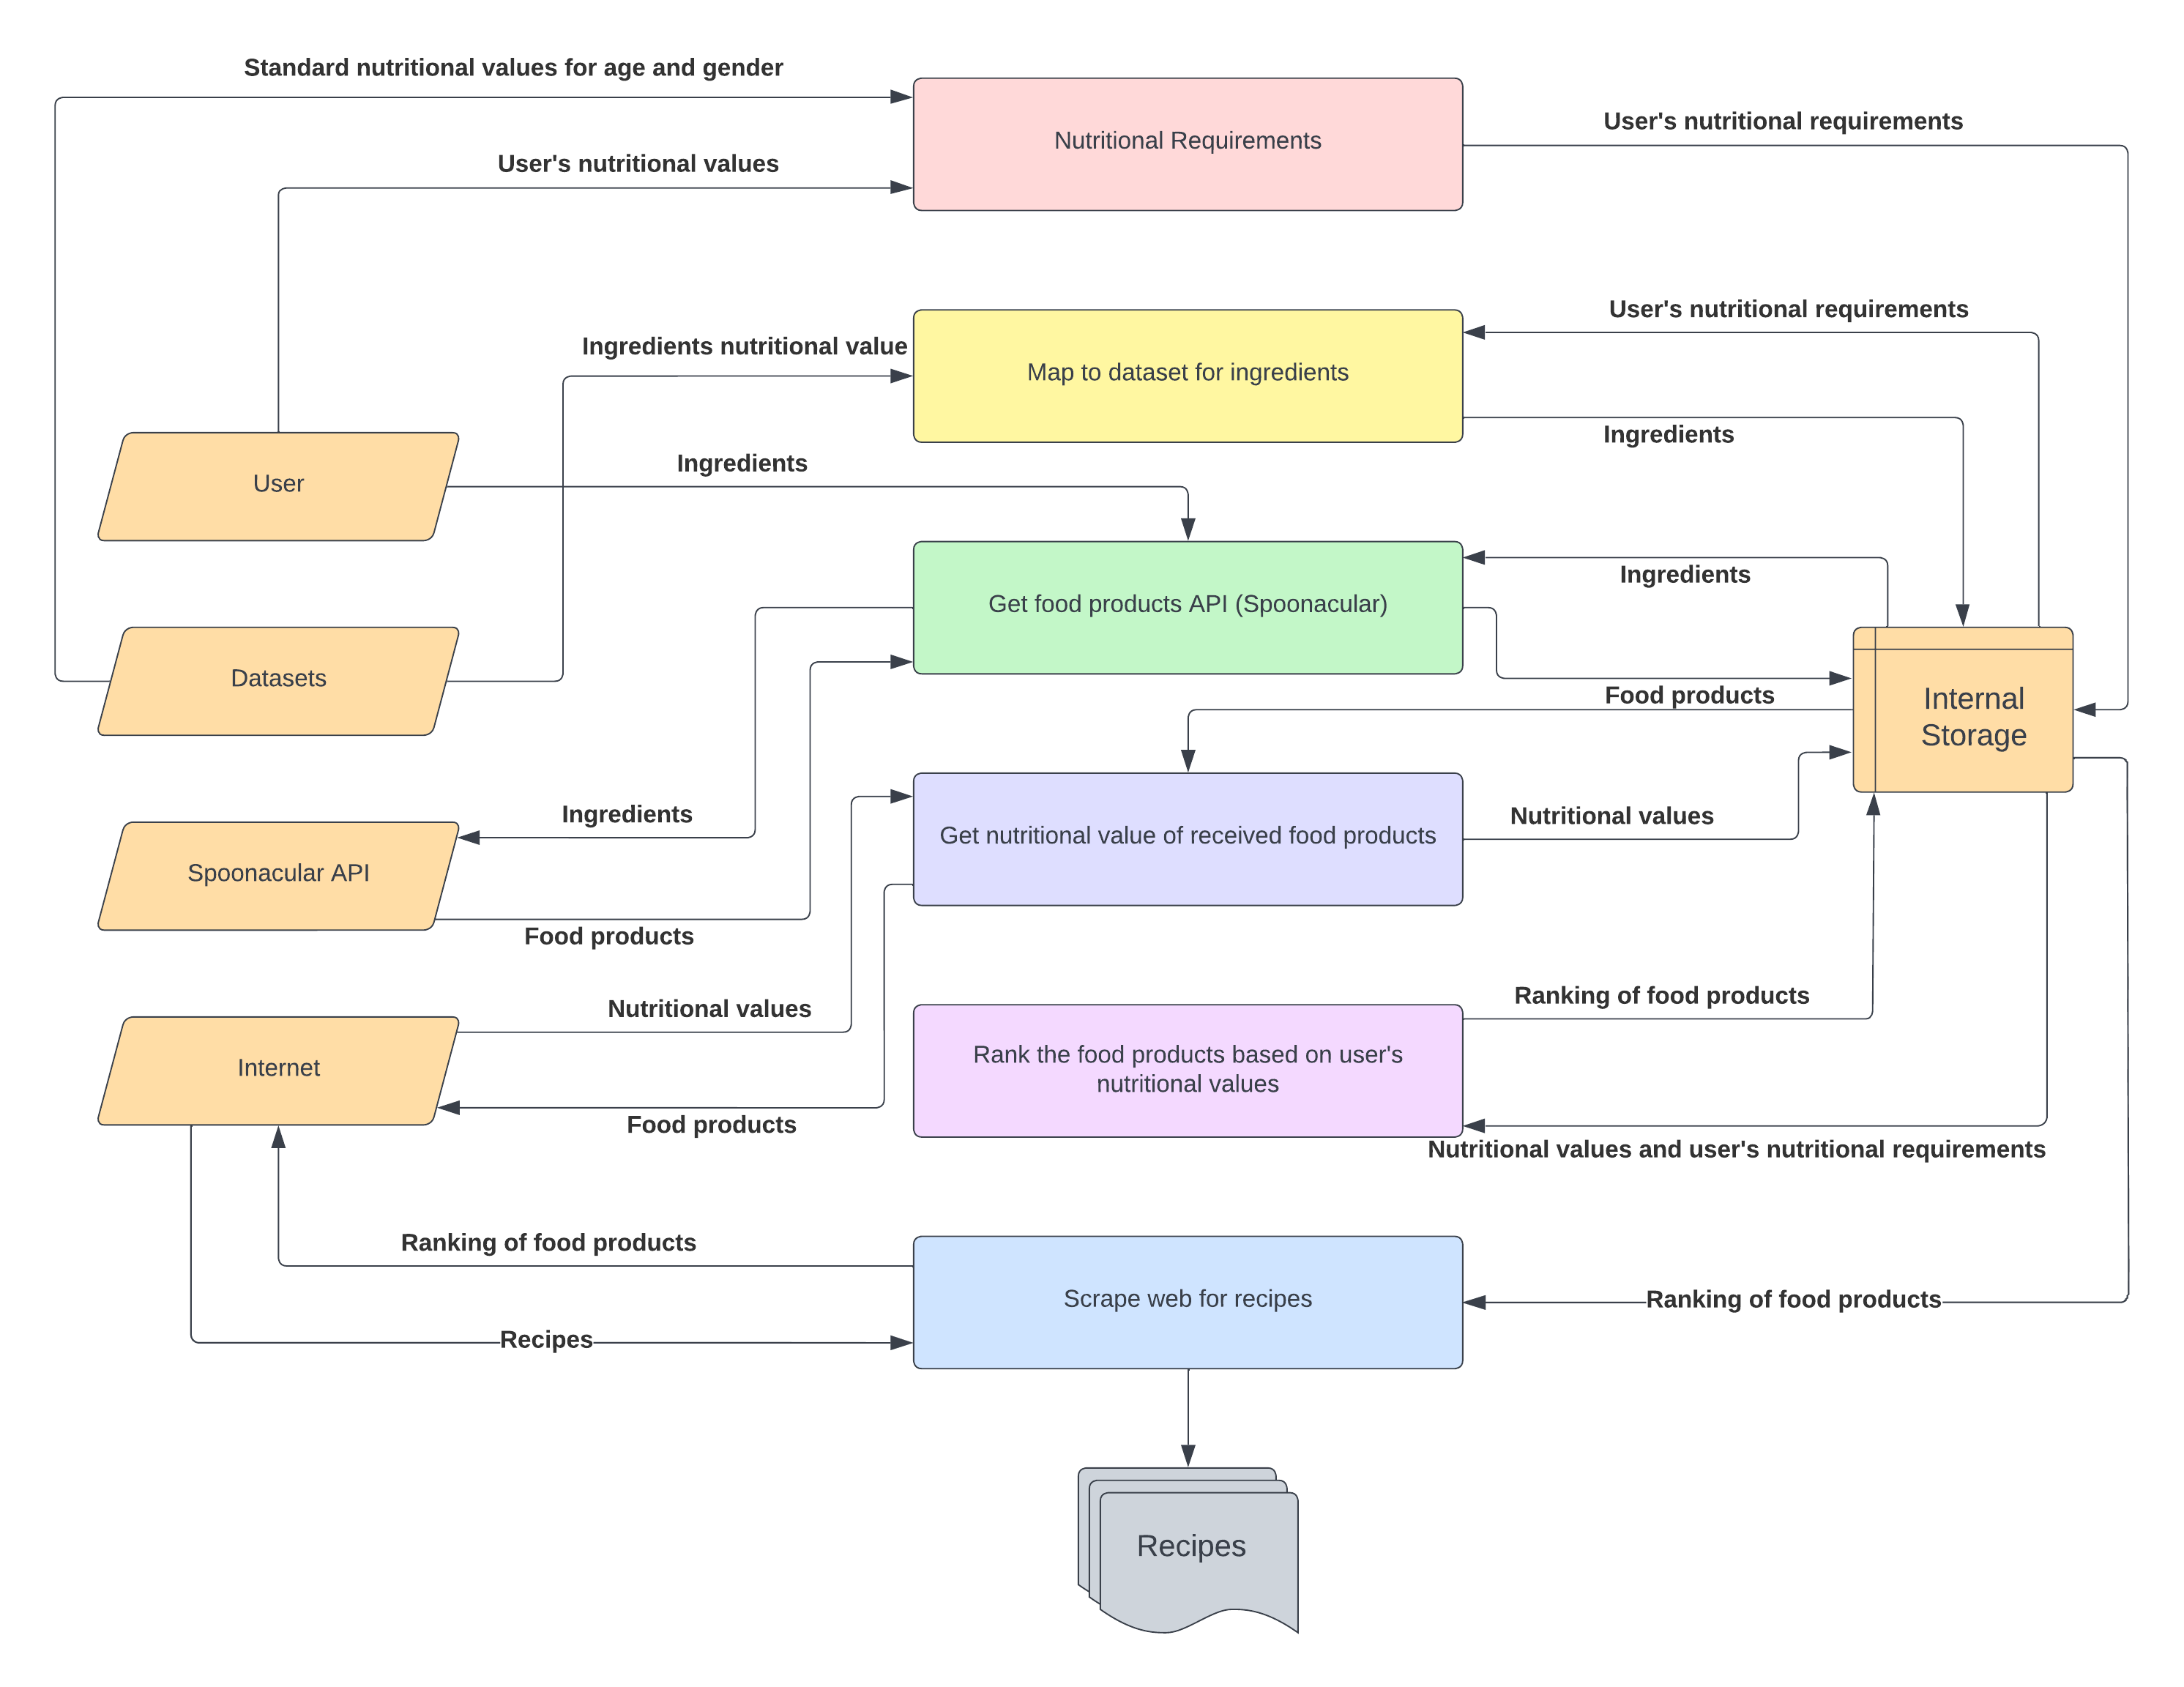 Standard nutritional values for age and gender
User's nutritional requirements
Nutritional Requirements
User's nutritional values
User's nutritional requirements
Ingredients nutritional value
Map to dataset for ingredients
Ingredients
Ingredients
User
Ingredients
Get food products API (Spoonacular)
Datasets
Food products
Internal
Storage
Ingredients
Nutritional values
Get nutritional value of received food products
Spoonacular API
Food products
Ranking of food products
Nutritional values
Rank the food products based on user's
nutritional values
Internet
Food products
Nutritional values and user's nutritional requirements
Ranking of food products
Scrape web for recipes
Ranking of food products
Recipes
Recipes